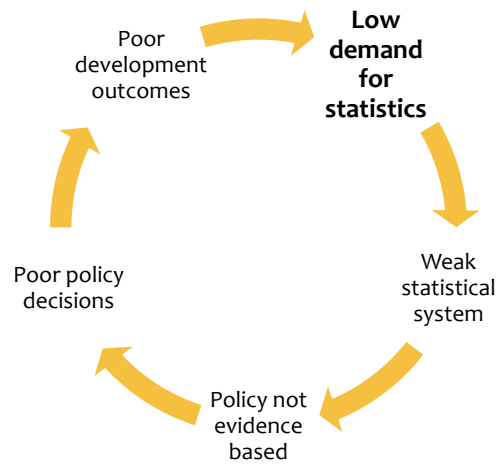 Low
demand
for
statistics
Weak
statistical
system
Policy not
evidence
based
Poor policy
decisions
Poor
development
outcomes